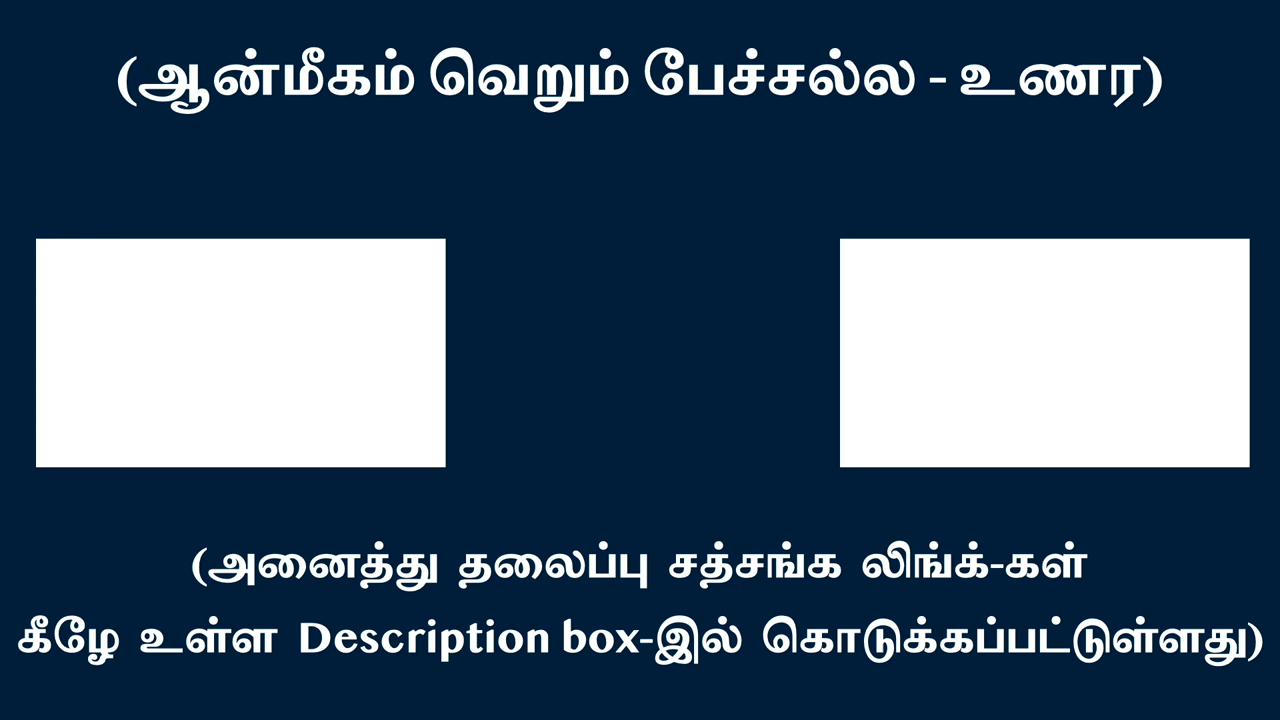 (ஆன்மீகம் வெறும் பேச்சல்ல - உணர)
(அனைத்து தலைப்பு சத்சங்க லிங்க்-கள்
கீழே உள்ள Description box-இல் கொடுக்கப்பட்டுள்ளது)